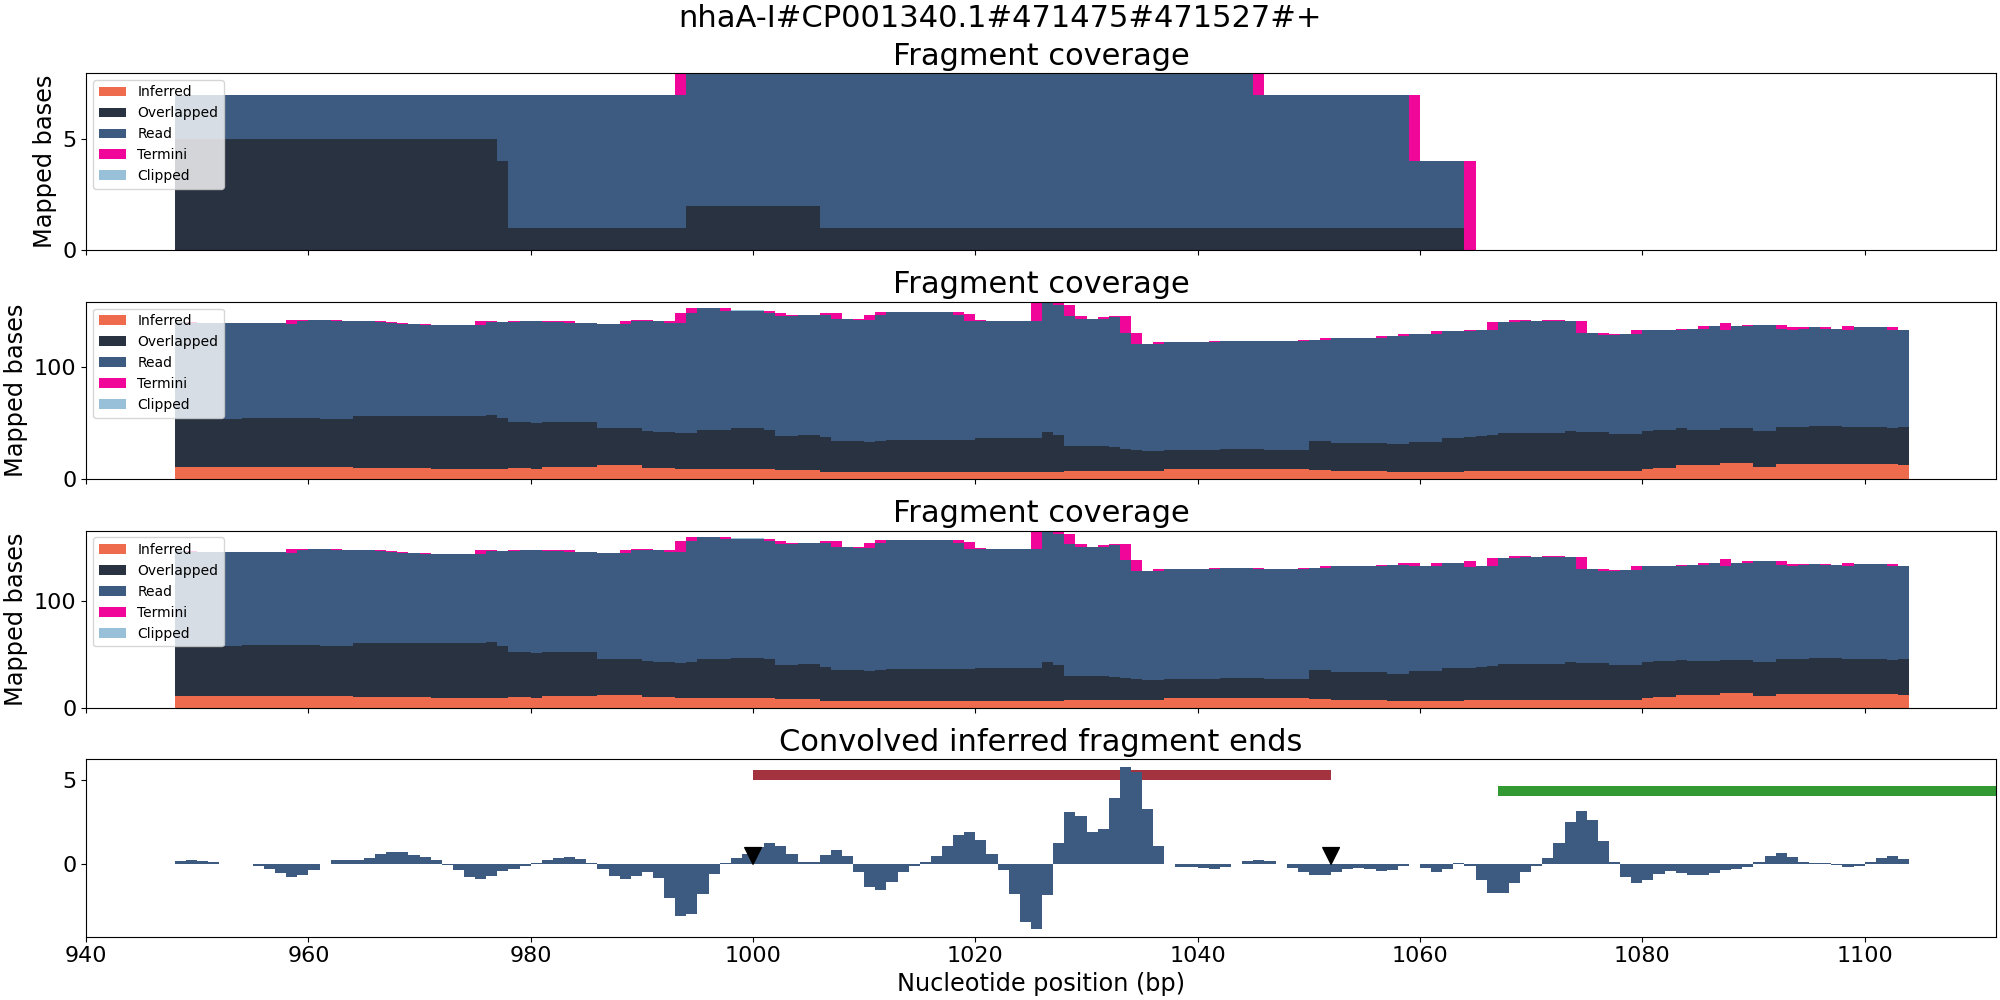 nhaA-I#CP001340.1#471475#471527#+
Fragment coverage
Mapped bases
5
0
Inferred
Overlapped
Read
Termini
Clipped
Fragment coverage
Mapped bases
100
0
Inferred
Overlapped
Read
Termini
Clipped
Fragment coverage
Mapped bases
100
0
Inferred
Overlapped
Read
Termini
Clipped
Convolved inferred fragment ends
5
0
940 960 980 1000 1020 1040 1060 1080 1100
Nucleotide position (bp)